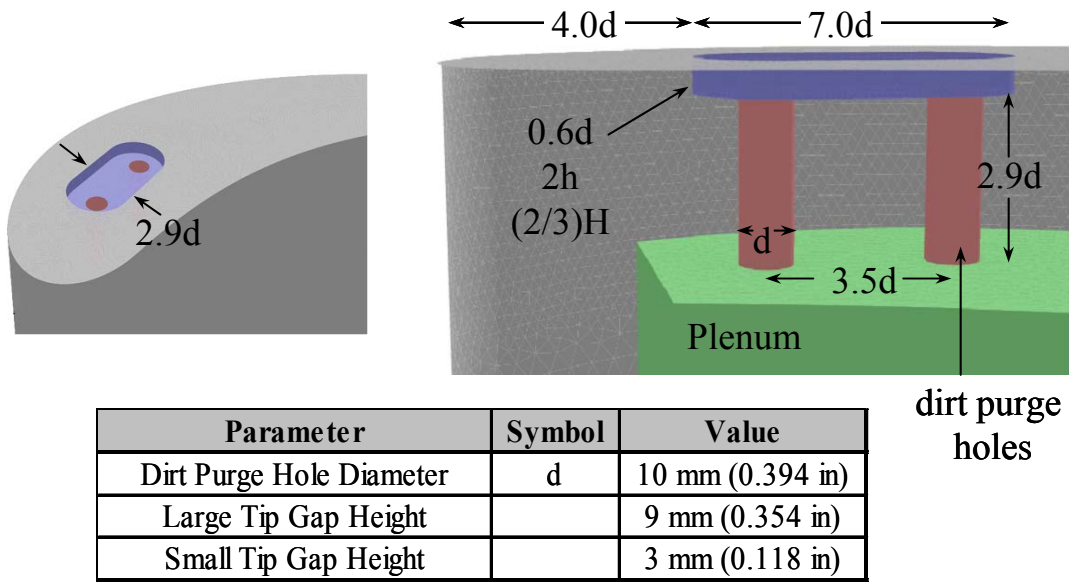 4.0d
7.0d
2.9d
0.6d
2h
(2/3)H
d
2.9d
3.5d
Plenum
dirt purge
holes
Parameter Symbol Value
Dirt Purge Hole Diameter d 10 mm (0.394 in)
Large Tip Gap Height 9 mm (0.354 in)
Small Tip Gap Height 3 mm (0.118 in)